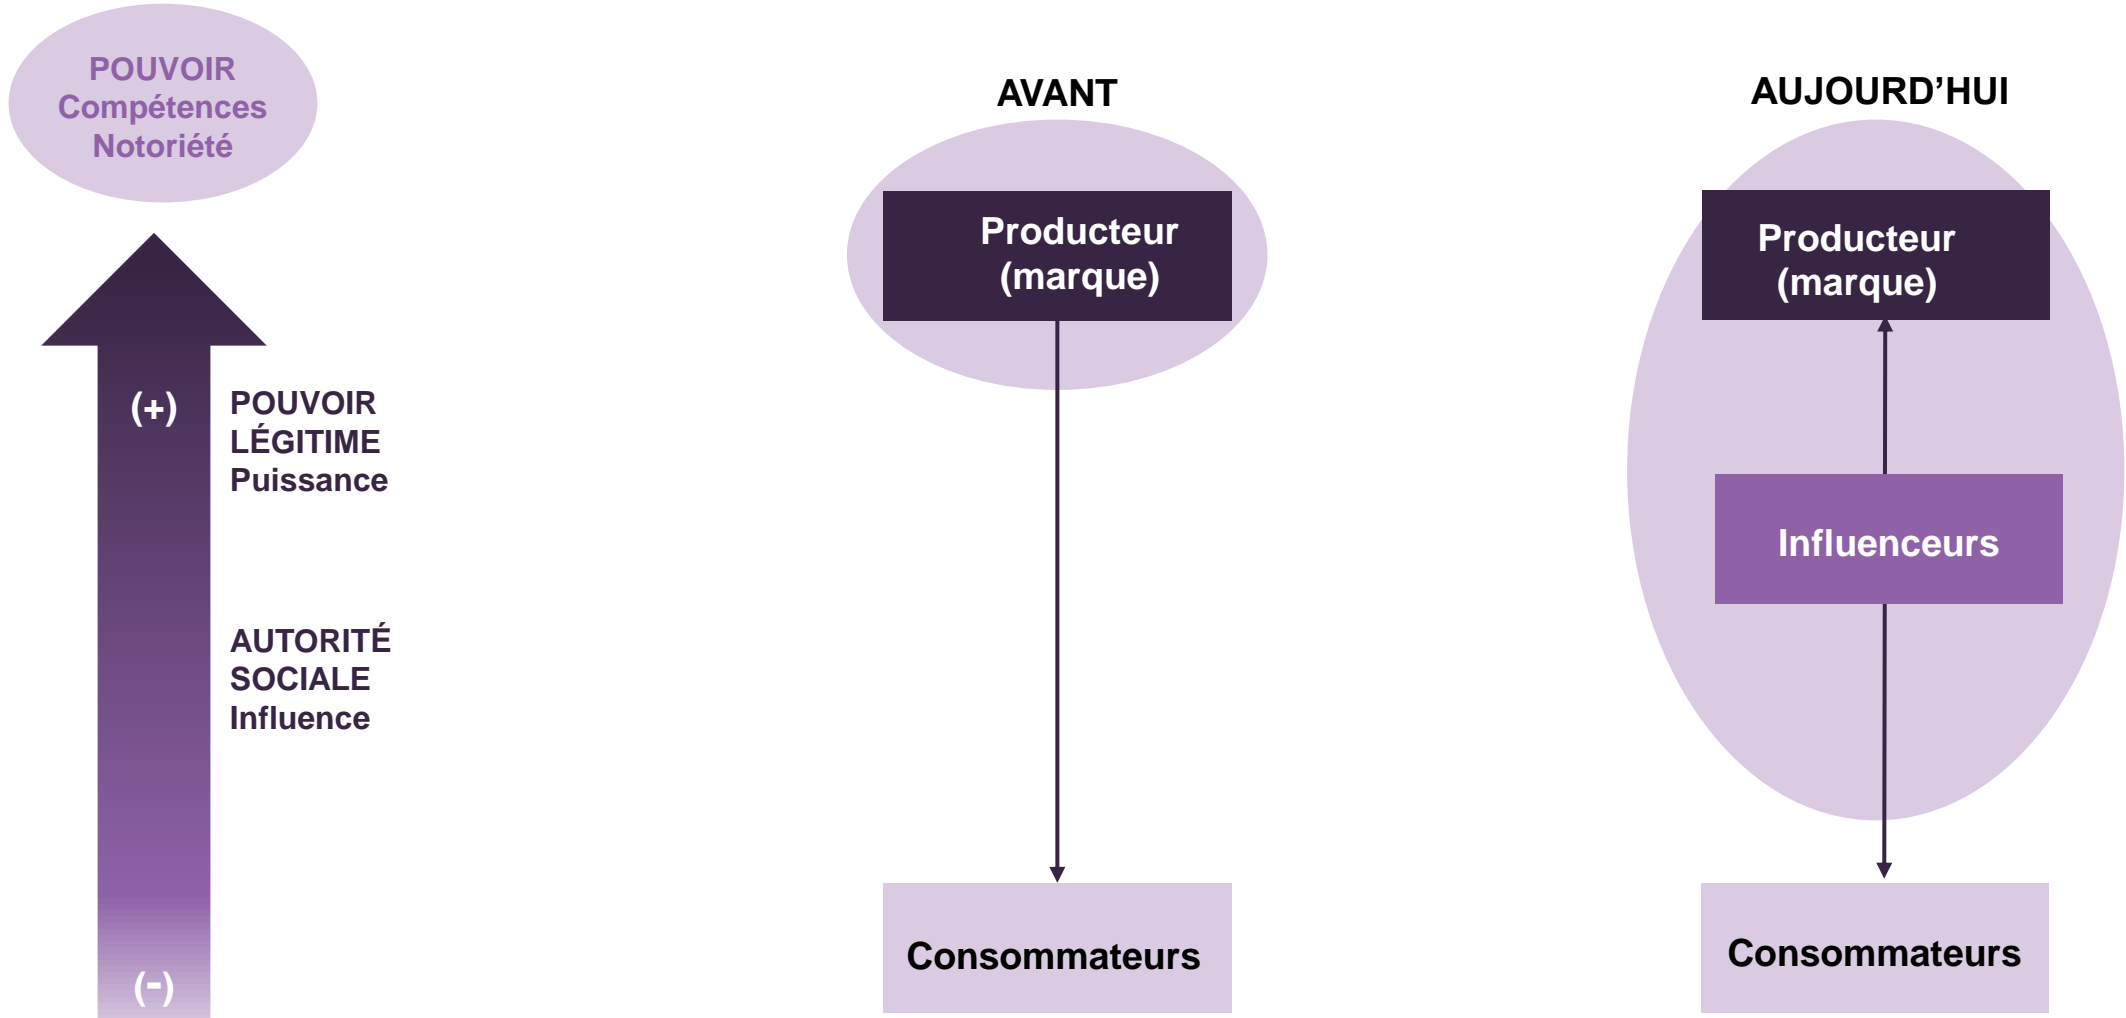 POUVOIR
Compétences
Notoriété
(+)
POUVOIR
LÉGITIME
Puissance
AUTORITÉ
SOCIALE
Influence
(-)
AVANT
Producteur
(marque)
Consommateurs
AUJOURD’HUI
Producteur
(marque)
Influenceurs
Consommateurs